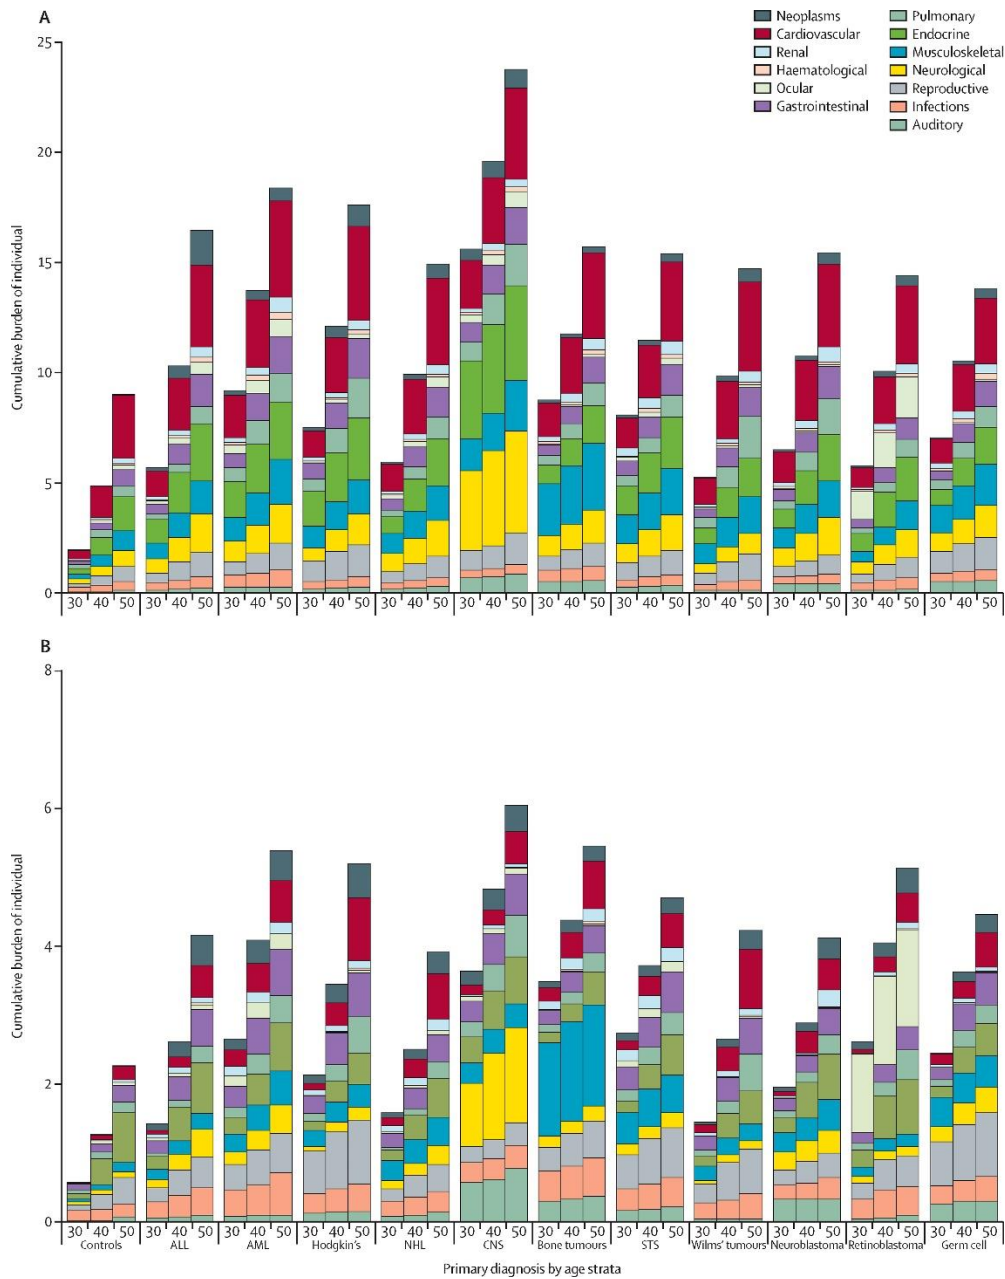 A
Neoplasms
Cardiovascular
Renal
Haematological
Ocular
Gastrointestinal
Pulmonary
Endocrine
Musculoskeletal
Neurological
Reproductive
Infections
Auditory
25
20
15
10
5
0
Cumulative burden of individual
30 40 50 30 40 50 30 40 50 30 40 50 30 40 50 30 40 50 30 40 50 30 40 50 30 40 50 30 40 50 30 40 50 30 40 50
B
8
6
4
2
0
Cumulative burden of individual
30 40 50 30 40 50 30 40 50 30 40 50 30 40 50 30 40 50 30 40 50 30 40 50 30 40 50 30 40 50 30 40 50 30 40 50
Controls ALL AML Hodgkin's NHL CNS Bone tumours STS Wilms' tumours Neuroblastoma Retinoblastoma Germ cell
Primary diagnosis by age strata